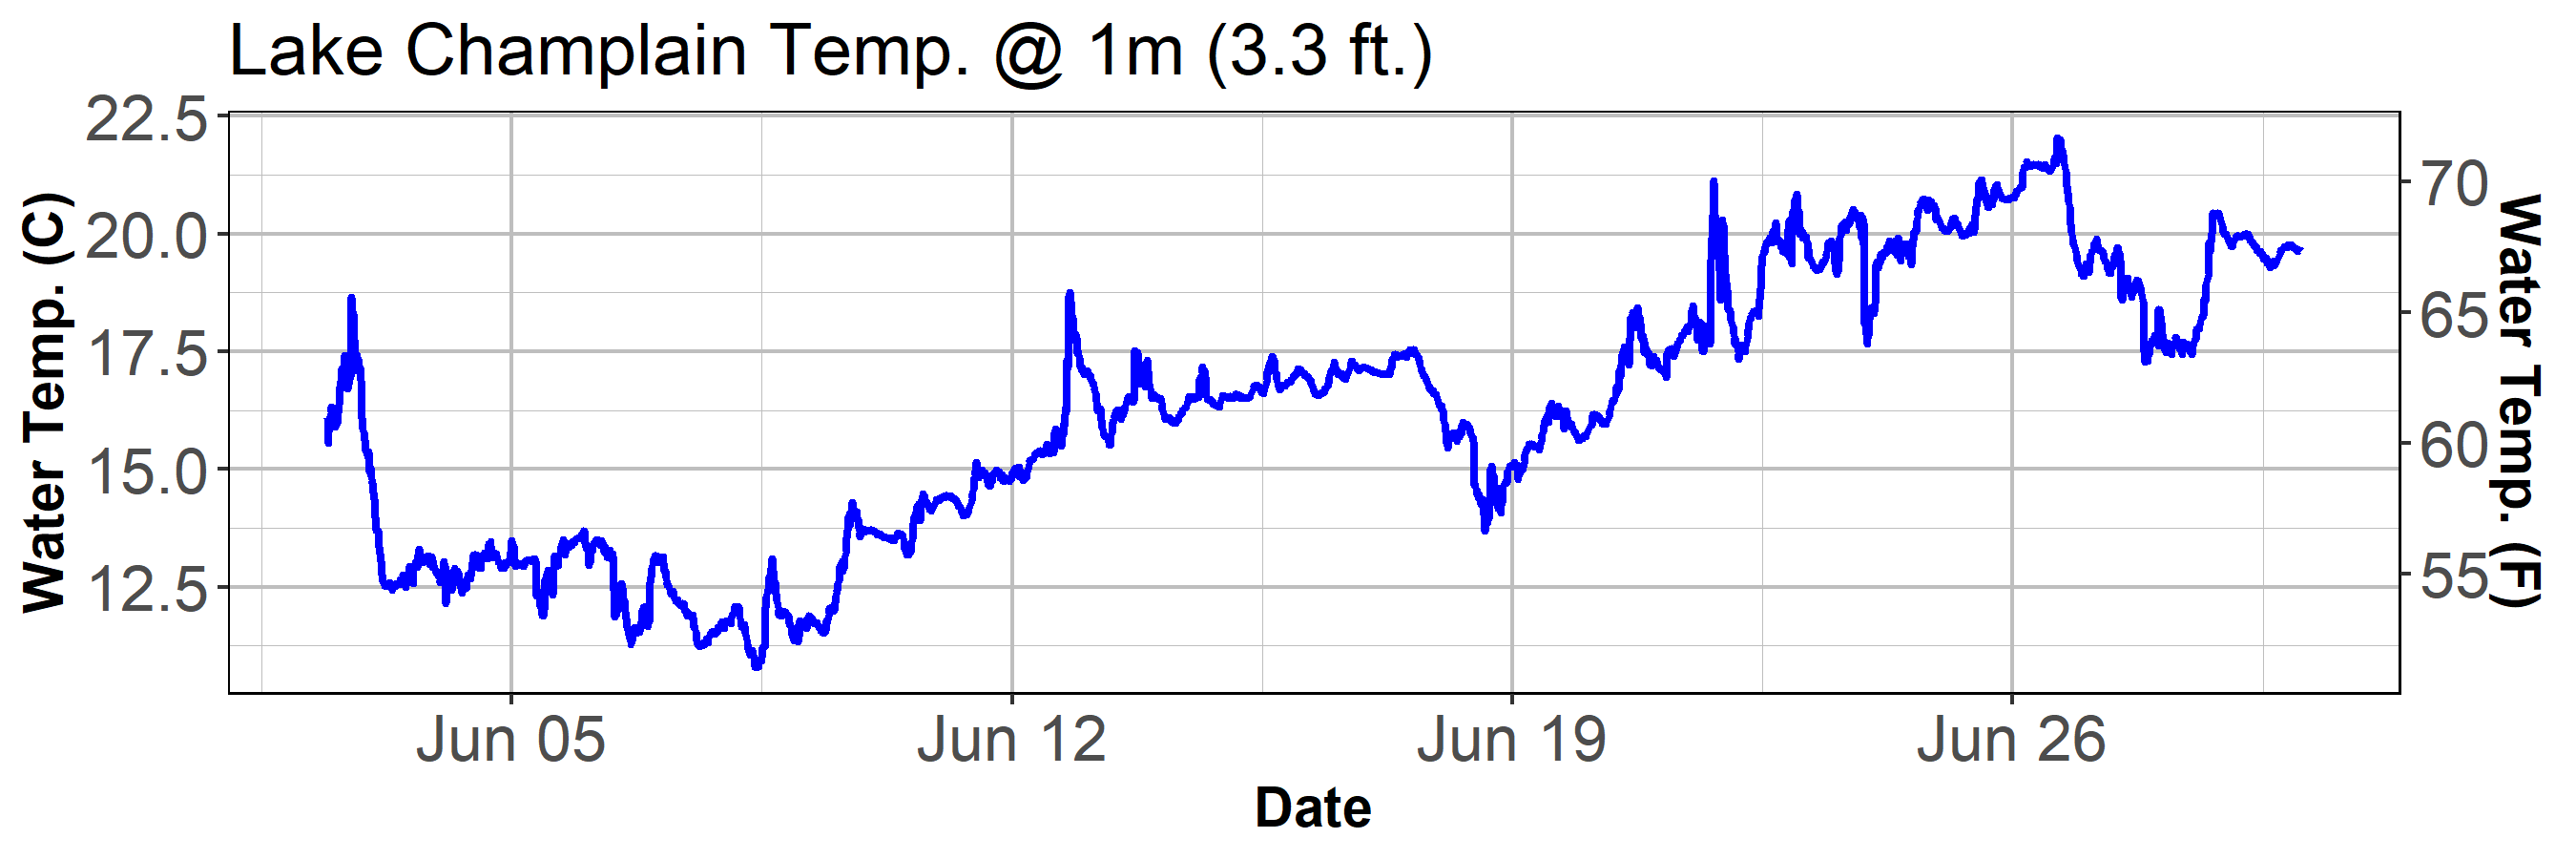 Lake Champlain Temp. @ 1m (3.3 ft.)
Water Temp. (C)
22.5
20.0
17.5
15.0
12.5
70
65
60
55
Water Temp. (F)
Jun 05 Jun 12 Jun 19 Jun 26
Date